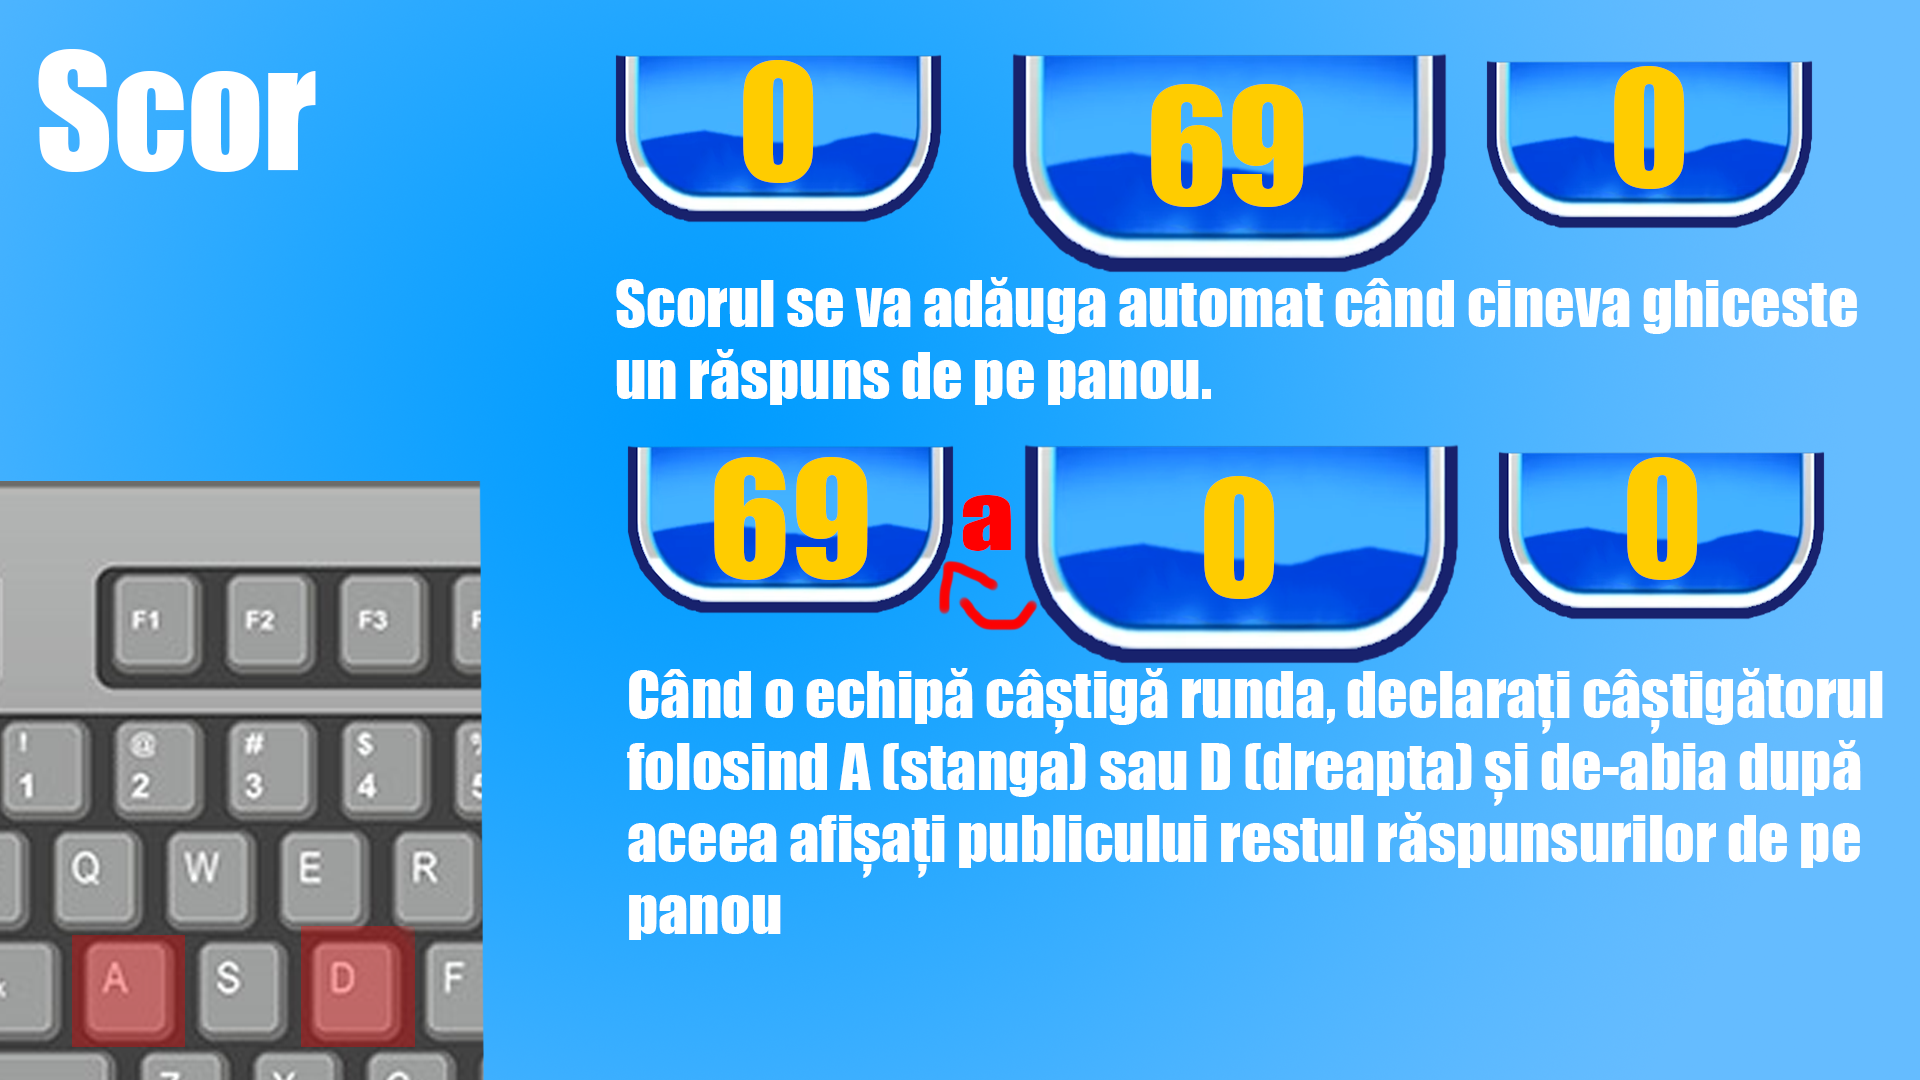 Scor
0 69 0
Scorul se va adăuga automat când cineva ghiceste
un răspuns de pe panou.
69 a 0 0
Când o echipă câștigă runda, declarați câștigătorul
folosind A (stanga) sau D (dreapta) și de-abia după
aceea afișați publicului restul răspunsurilor de pe
panou
F1 F2 F3
! @ # $
1 2 3 4
Q W E R
A S D F